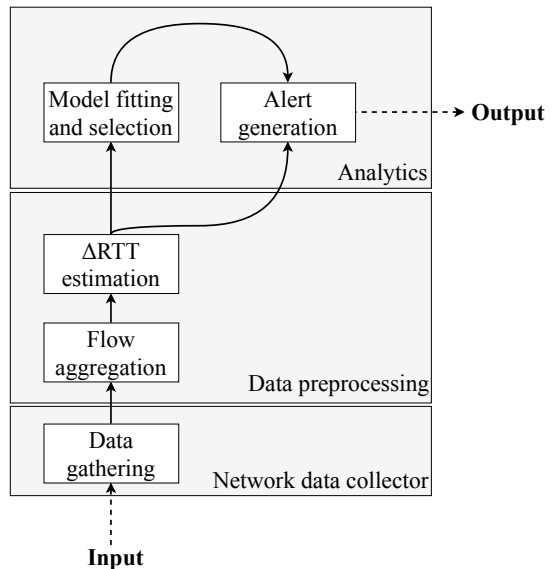 Model fitting
and selection
Alert
generation
Output
Analytics
ΔRTT
estimation
Flow
aggregation
Data preprocessing
Data
gathering
Network data collector
Input